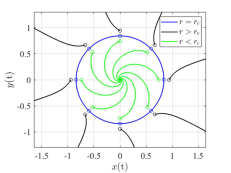 r = r_c
r > r_c
r < r_c
1
0.5
0
-0.5
-1
y(t)
-1.5 -1 -0.5 0 0.5 1 1.5
x(t)